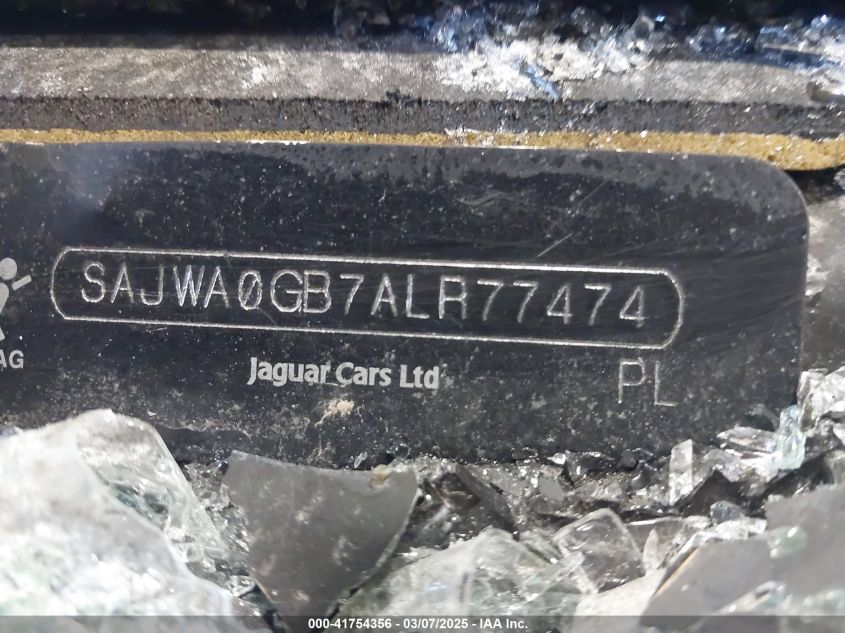 SAJWA0GB7ALR77474
AG
Jaguar Cars Ltd
PL
000-41754356 - 03/07/2025 - IAA Inc.